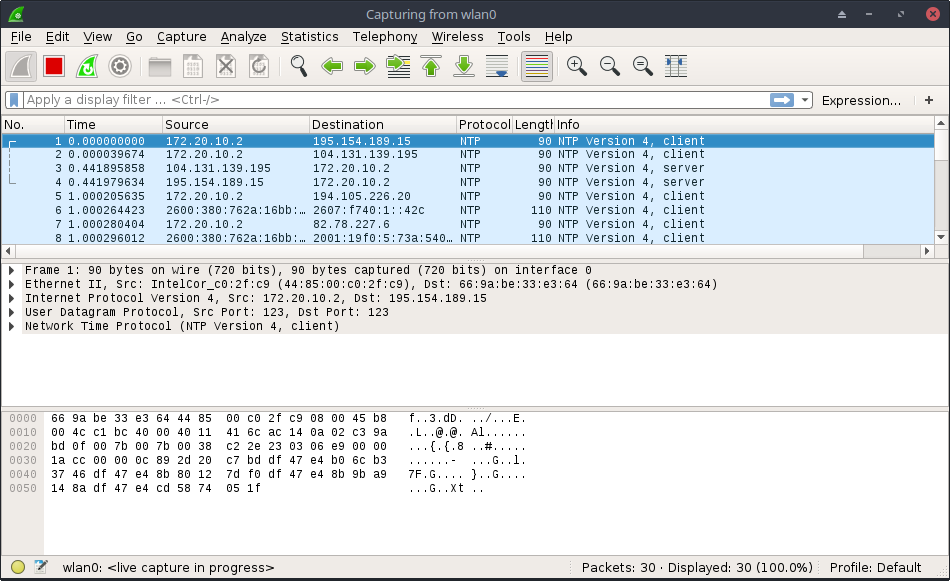 Capturing from wlan0
File Edit View Go Capture Analyze Statistics Telephony Wireless Tools Help
Apply a display filter ... <Ctrl-/> Expression... +
No. Time Source Destination Protocol Length Info
1 0.000000000 172.20.10.2 195.154.189.15 NTP 90 NTP Version 4, client
2 0.000039674 172.20.10.2 104.131.139.195 NTP 90 NTP Version 4, client
3 0.441895858 104.131.139.195 172.20.10.2 NTP 90 NTP Version 4, server
4 0.441979634 195.154.189.15 172.20.10.2 NTP 90 NTP Version 4, server
5 1.000205635 172.20.10.2 194.105.226.20 NTP 90 NTP Version 4, client
6 1.000264423 2600:380:762a:16bb:… 2607:f740:1::42c NTP 110 NTP Version 4, client
7 1.000280404 172.20.10.2 82.78.227.6 NTP 90 NTP Version 4, client
8 1.000296012 2600:380:762a:16bb:… 2001:19f0:5:73a:540… NTP 110 NTP Version 4, client
Frame 1: 90 bytes on wire (720 bits), 90 bytes captured (720 bits) on interface 0
Ethernet II, Src: IntelCor_c0:2f:c9 (44:85:00:c0:2f:c9), Dst: 66:9a:be:33:e3:64 (66:9a:be:33:e3:64)
Internet Protocol Version 4, Src: 172.20.10.2, Dst: 195.154.189.15
User Datagram Protocol, Src Port: 123, Dst Port: 123
Network Time Protocol (NTP Version 4, client)
0000 66 9a be 33 e3 64 44 85 00 c0 2f c9 08 00 45 b8 f..3.dD. ../...E.
0010 00 4c c1 bc 40 00 40 11 41 6c ac 14 0a 02 c3 9a .L..@.@. Al......
0020 bd 0f 00 7b 00 7b 00 38 c2 2e 23 03 06 e9 00 00 ...{.{.8 ..#.....
0030 1a cc 00 00 0c 89 2d 20 c7 bd df 47 e4 b0 6c b3 ......- ...G..l.
0040 37 46 df 47 e4 8b 80 12 7d f0 df 47 e4 8b 9b a9 7F.G.... }..G....
0050 14 8a df 47 e4 cd 58 74 05 1f ...G..Xt ..
wlan0: <live capture in progress> Packets: 30 · Displayed: 30 (100.0%) Profile: Default